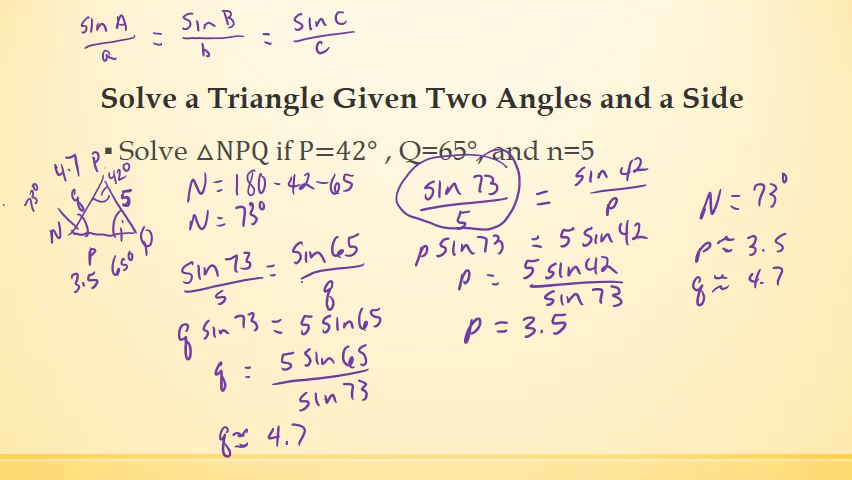 sin A/a = sin B/b = sin C/c
Solve a Triangle Given Two Angles and a Side
▪ Solve △NPQ if P=42° , Q=65°, and n=5
4.7 P 42°
73° q 5
N Q
P 65°
3.5
N = 180 - 42 - 65
N = 73°
sin 73/5 = sin 65/q
q sin 73 = 5 sin 65
q = 5 sin 65/sin 73
q ≈ 4.7
sin 73/5 = sin 42/p
p sin 73 = 5 sin 42
p = 5 sin 42/sin 73
p = 3.5
N = 73°
p ≈ 3.5
q ≈ 4.7